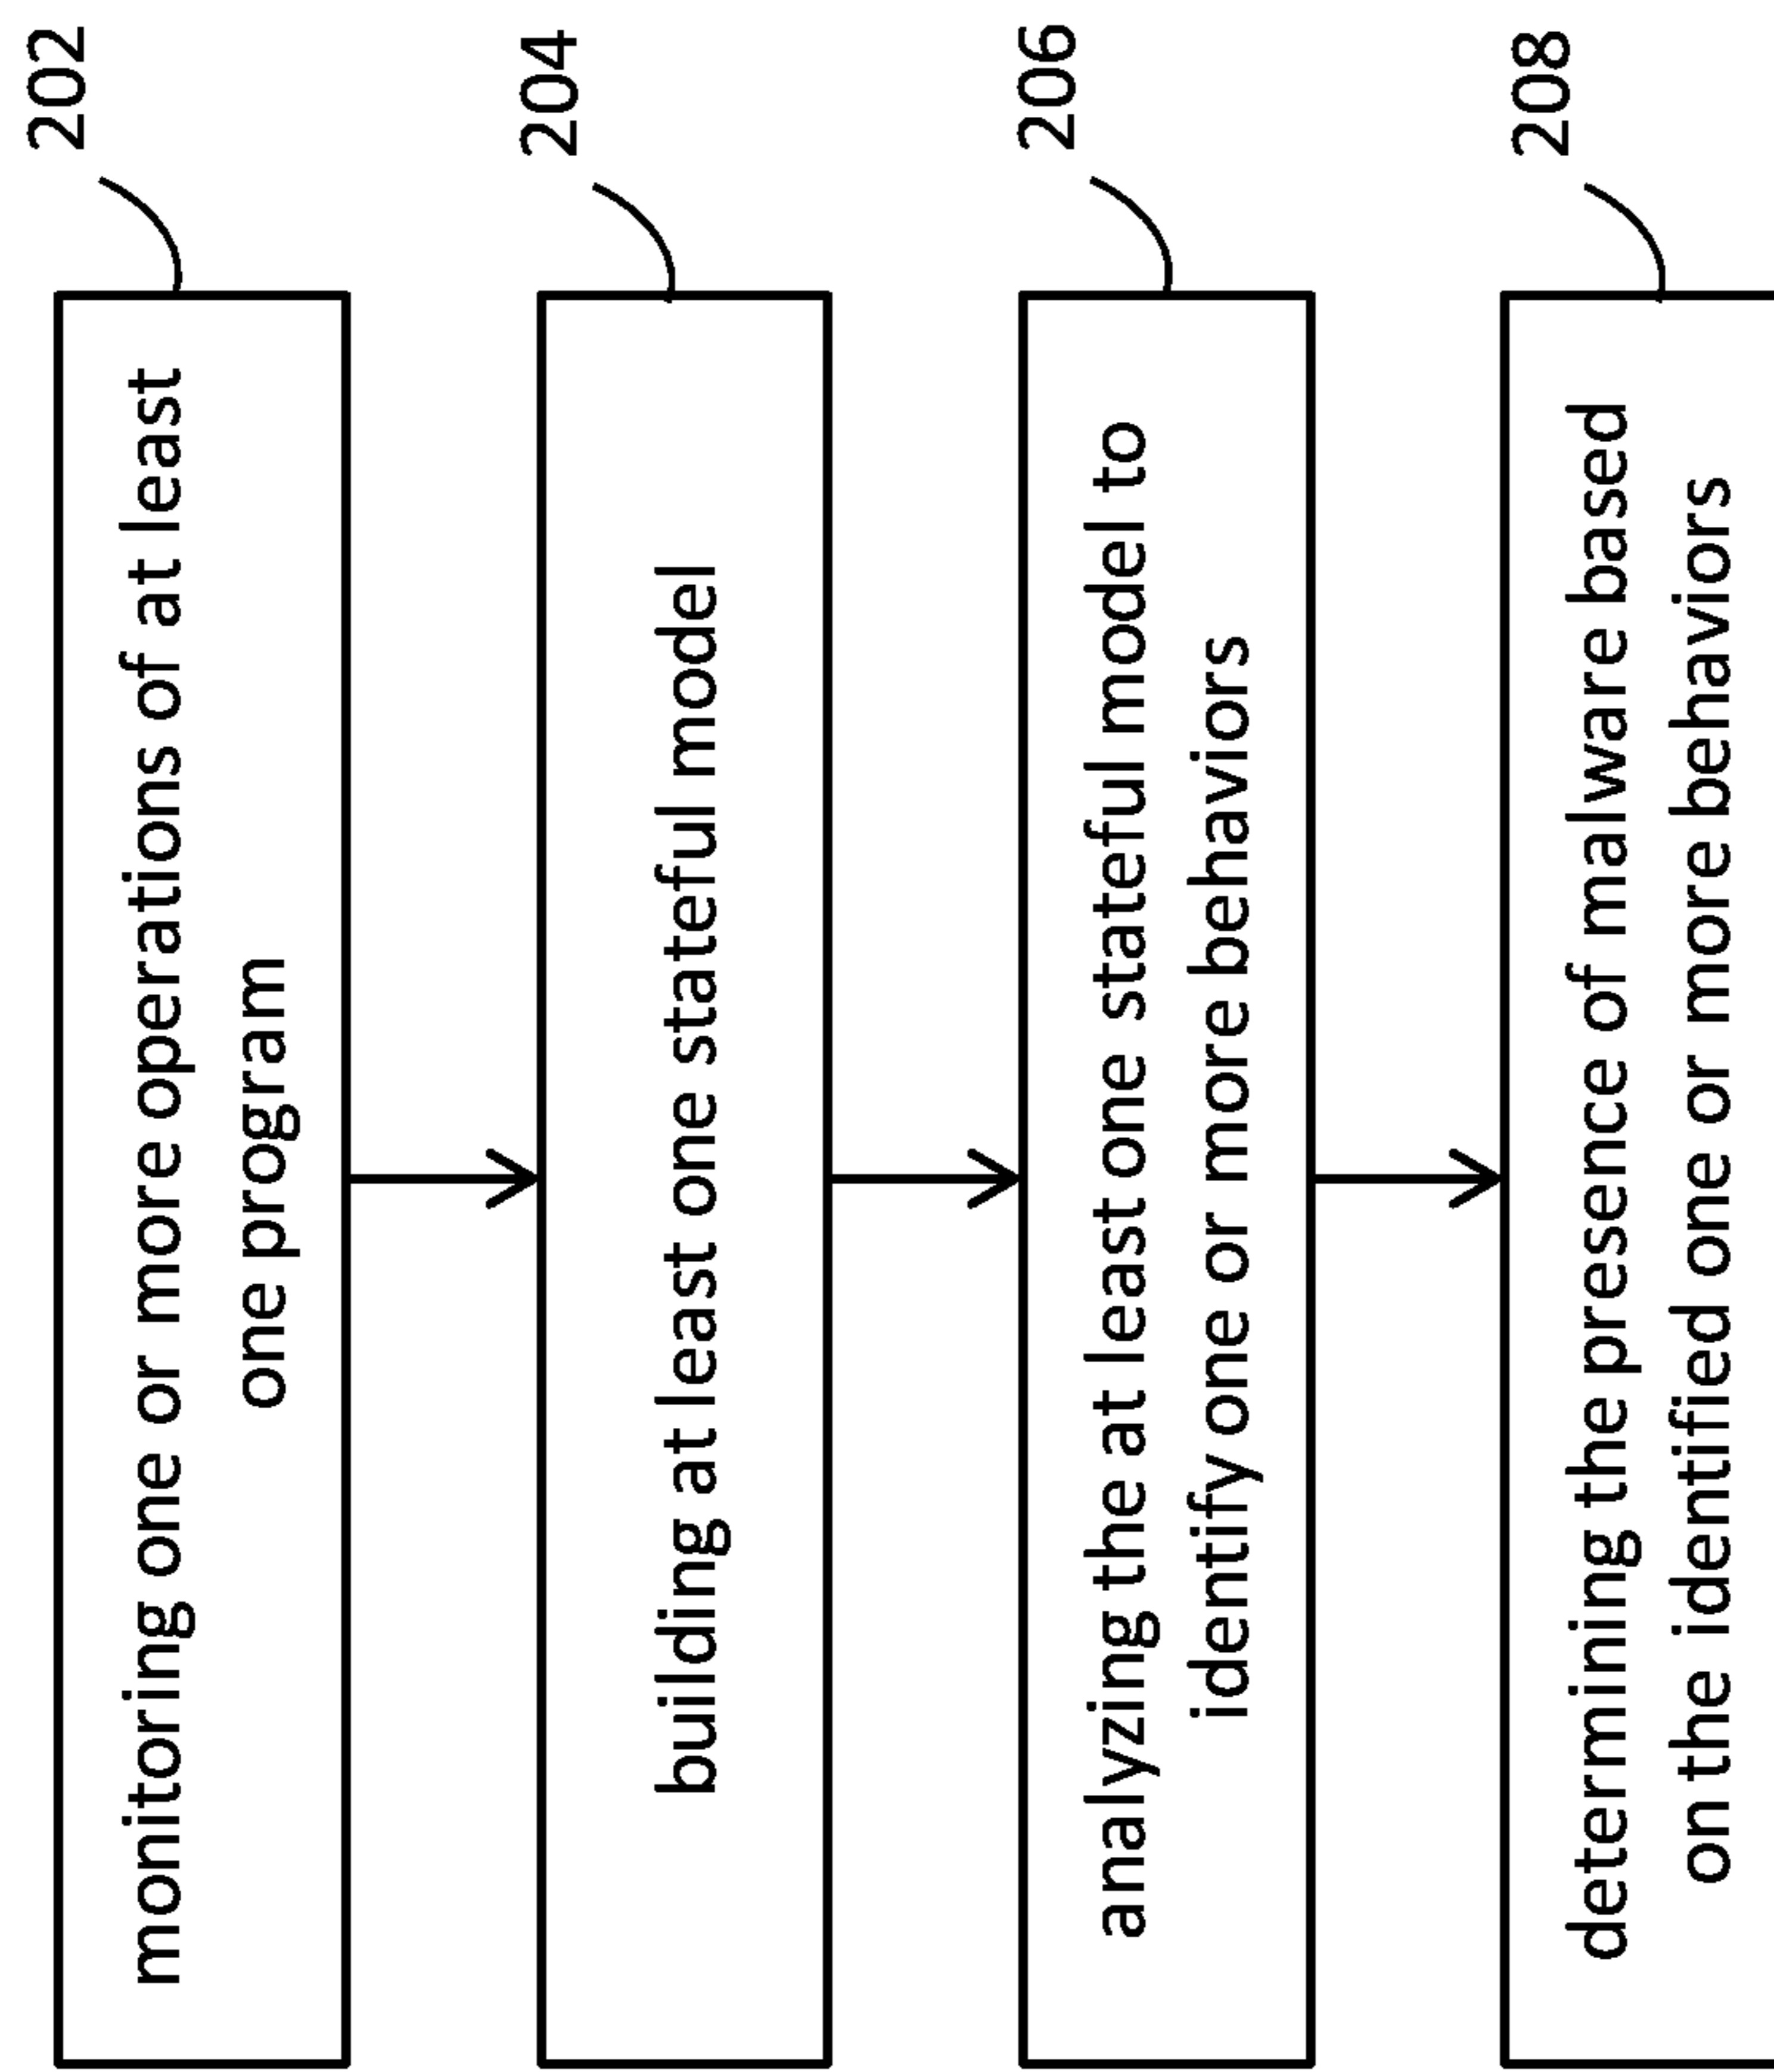 202
monitoring one or more operations of at least
one program
204
building at least one stateful model
206
analyzing the at least one stateful model to
identify one or more behaviors
208
determining the presence of malware based
on the identified one or more behaviors